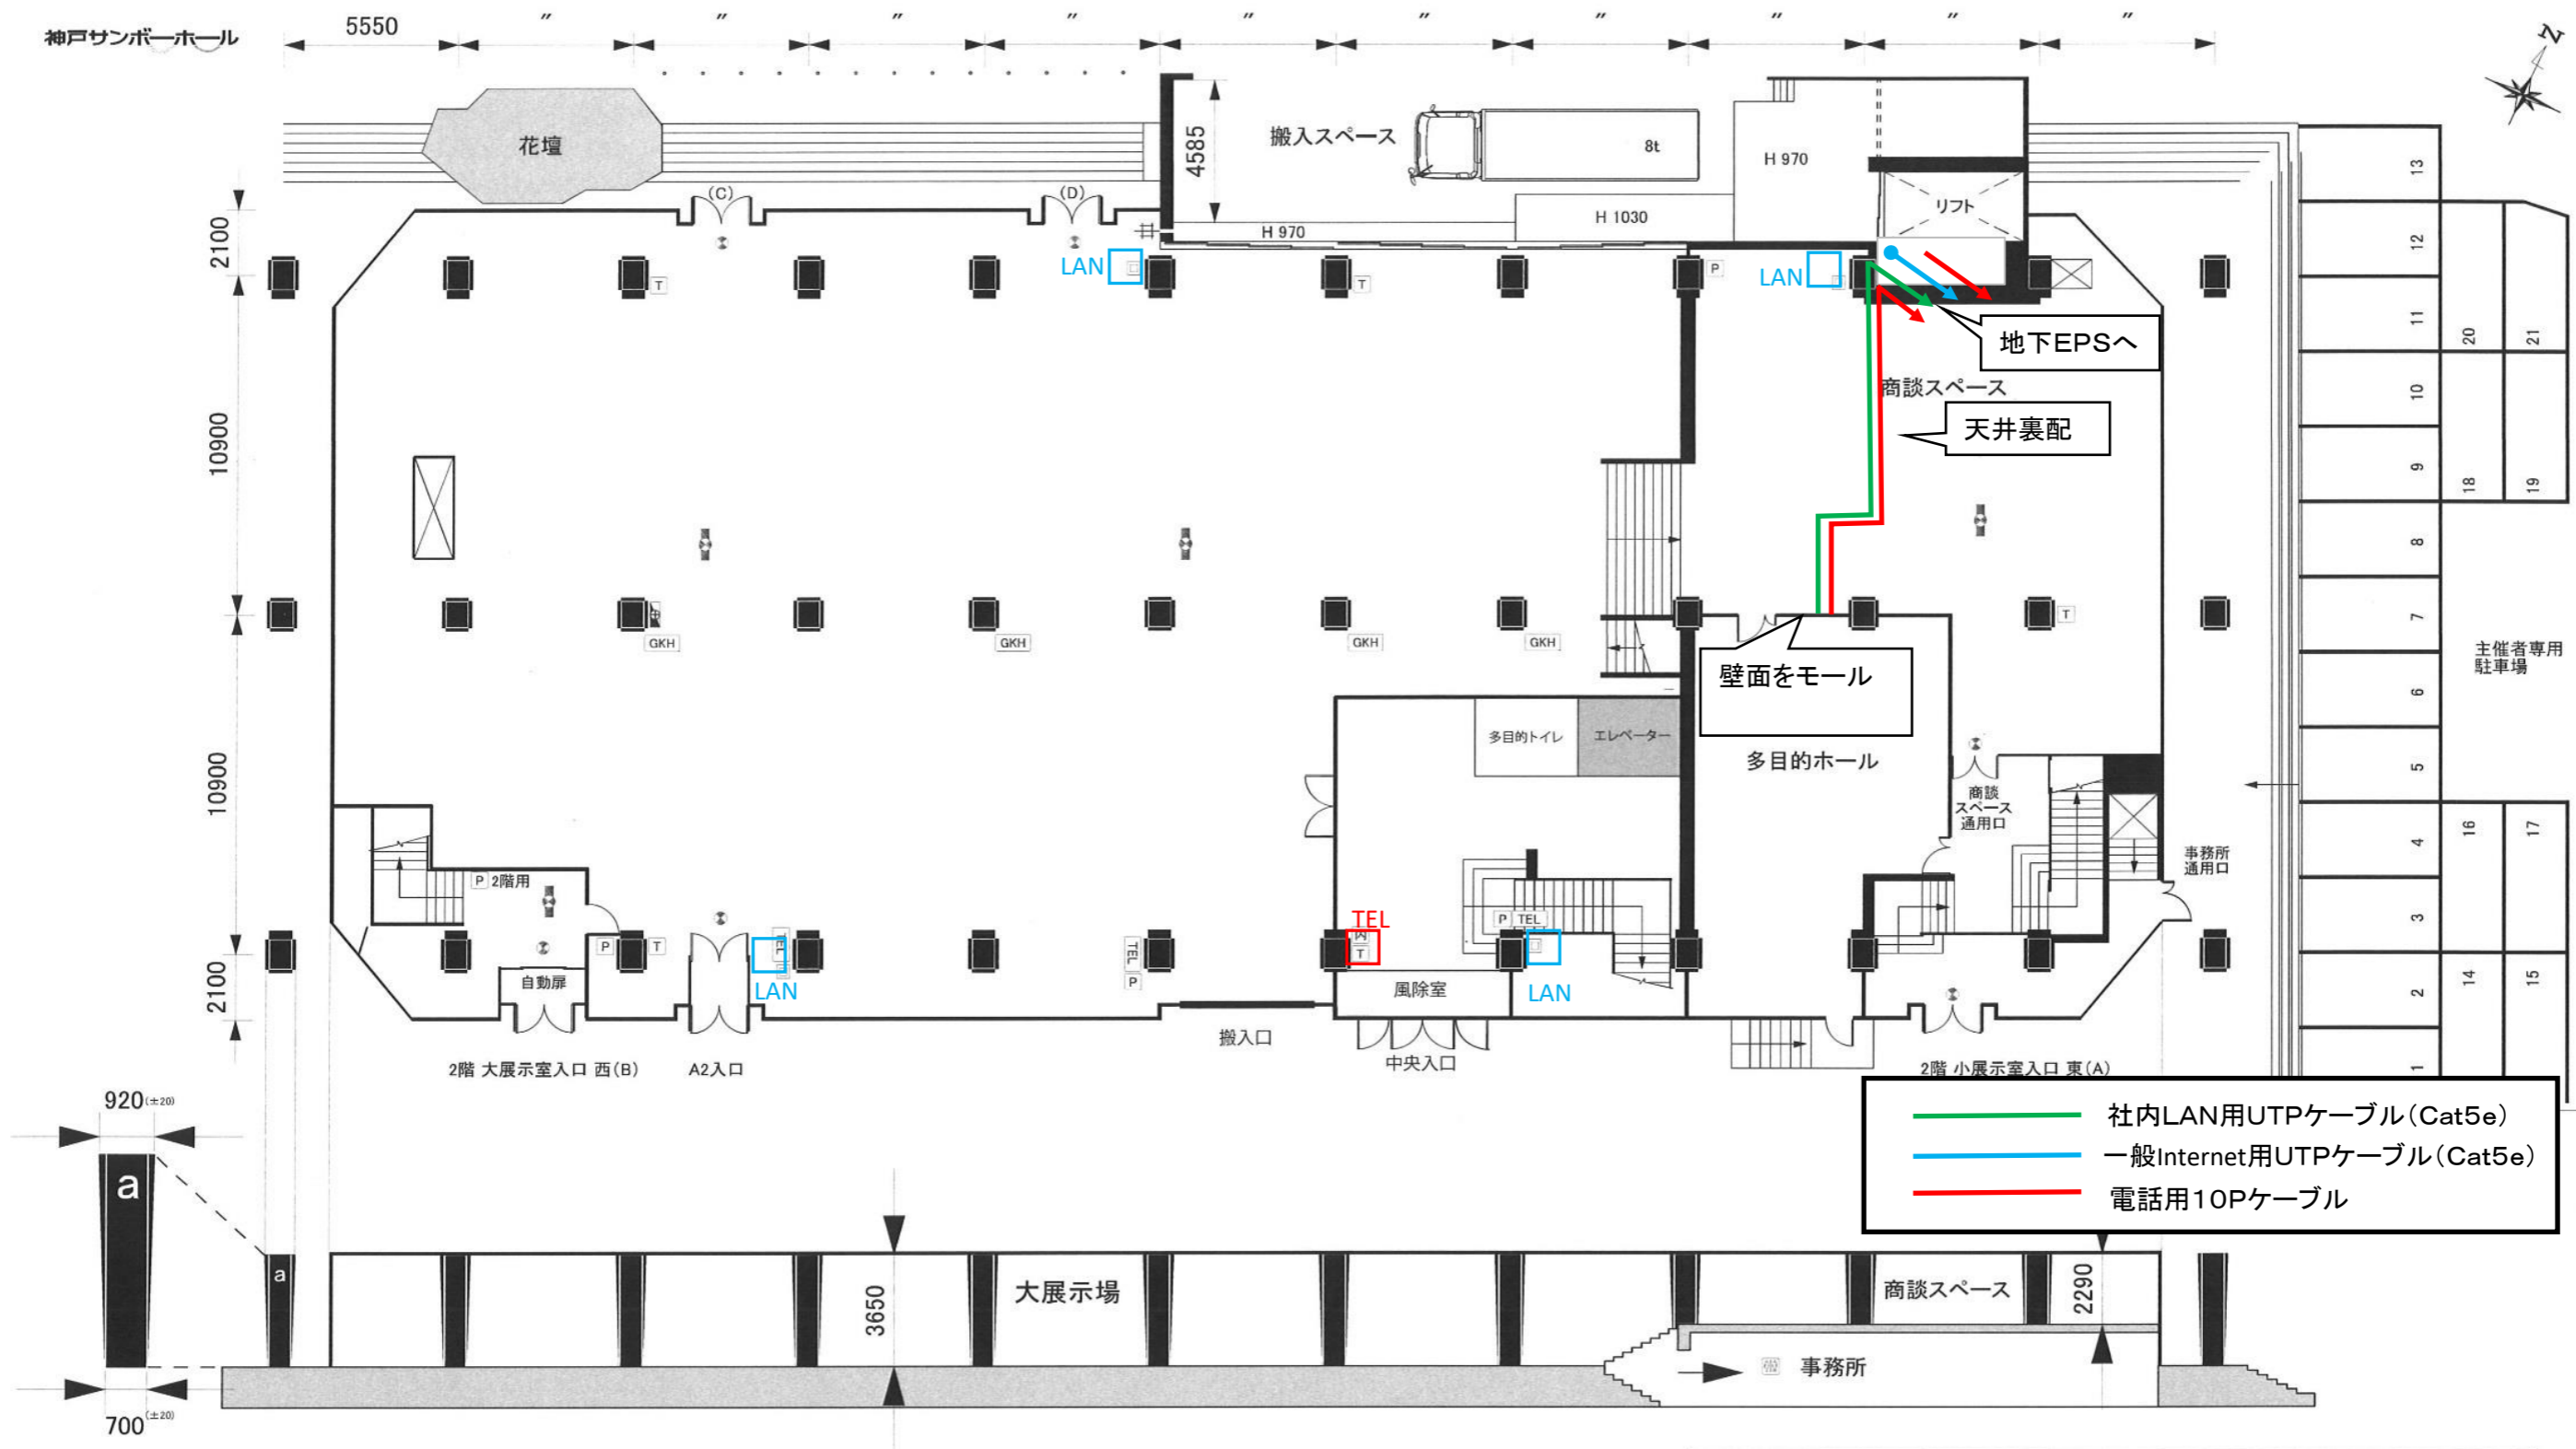 神戸サンボーホール
5550
〃 〃 〃 〃 〃 〃 〃 〃 〃 〃
N
花壇
(C)
(D)
4585
搬入スペース
8t
H 970
H 1030
H 970
リフト
2100
10900
10900
2100
LAN
LAN
T
T
P
地下EPSへ
商談スペース
天井裏配
GKH
GKH
GKH
GKH
T
壁面をモール
多目的トイレ
エレベーター
多目的ホール
商談
スペース
通用口
事務所
通用口
主催者専用
駐車場
13
12
11
10
9
8
7
6
5
4
3
2
1
20
21
18
19
16
17
14
15
P 2階用
P
T
TEL
LAN
TEL
P
TEL
内
T
P TEL
LAN
自動扉
風除室
搬入口
中央入口
2階 大展示室入口 西(B)
A2入口
2階 小展示室入口 東(A)
社内LAN用UTPケーブル(Cat5e)
一般Internet用UTPケーブル(Cat5e)
電話用10Pケーブル
920(±20)
a
a
700(±20)
3650
大展示場
商談スペース
2290
事務所